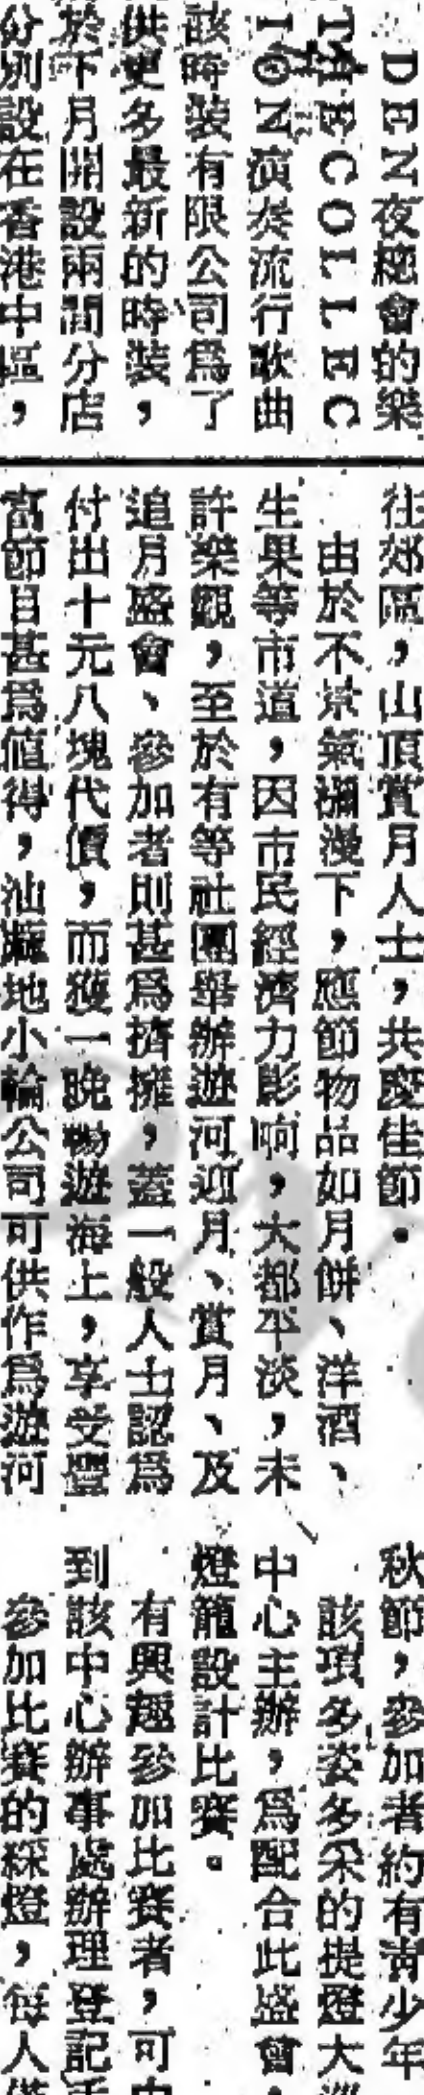 DEN夜總會的樂
THE COLLEC
ION演奏流行歌曲
該時裝有限公司爲了
供更多最新的時裝，
於下月開設兩間分店
分別設在香港中區，
往郊區，山頂賞月人士，共慶佳節。
由於不景氣瀰漫下，應節物品如月餅、洋酒、
生果等市道，因市民經濟力影响，大都平淡，未
許樂觀，至於有等社團舉辦遊河迎月、賞月、及
追月盛會、參加者則甚爲擠擁，蓋一般人士認爲
付出十元八塊代價，而獲一晚暢遊海上，享受豐
富節目甚爲値得，油蔴地小輪公司可供作爲遊河
秋節，參加者約有靑少年
該項多姿多采的提燈大
中心主辦，爲配合此盛會，
燈籠設計比賽。
有興趣參加比賽者，可
到該中心辦事處辦理登記手
參加比賽的綵燈，每人